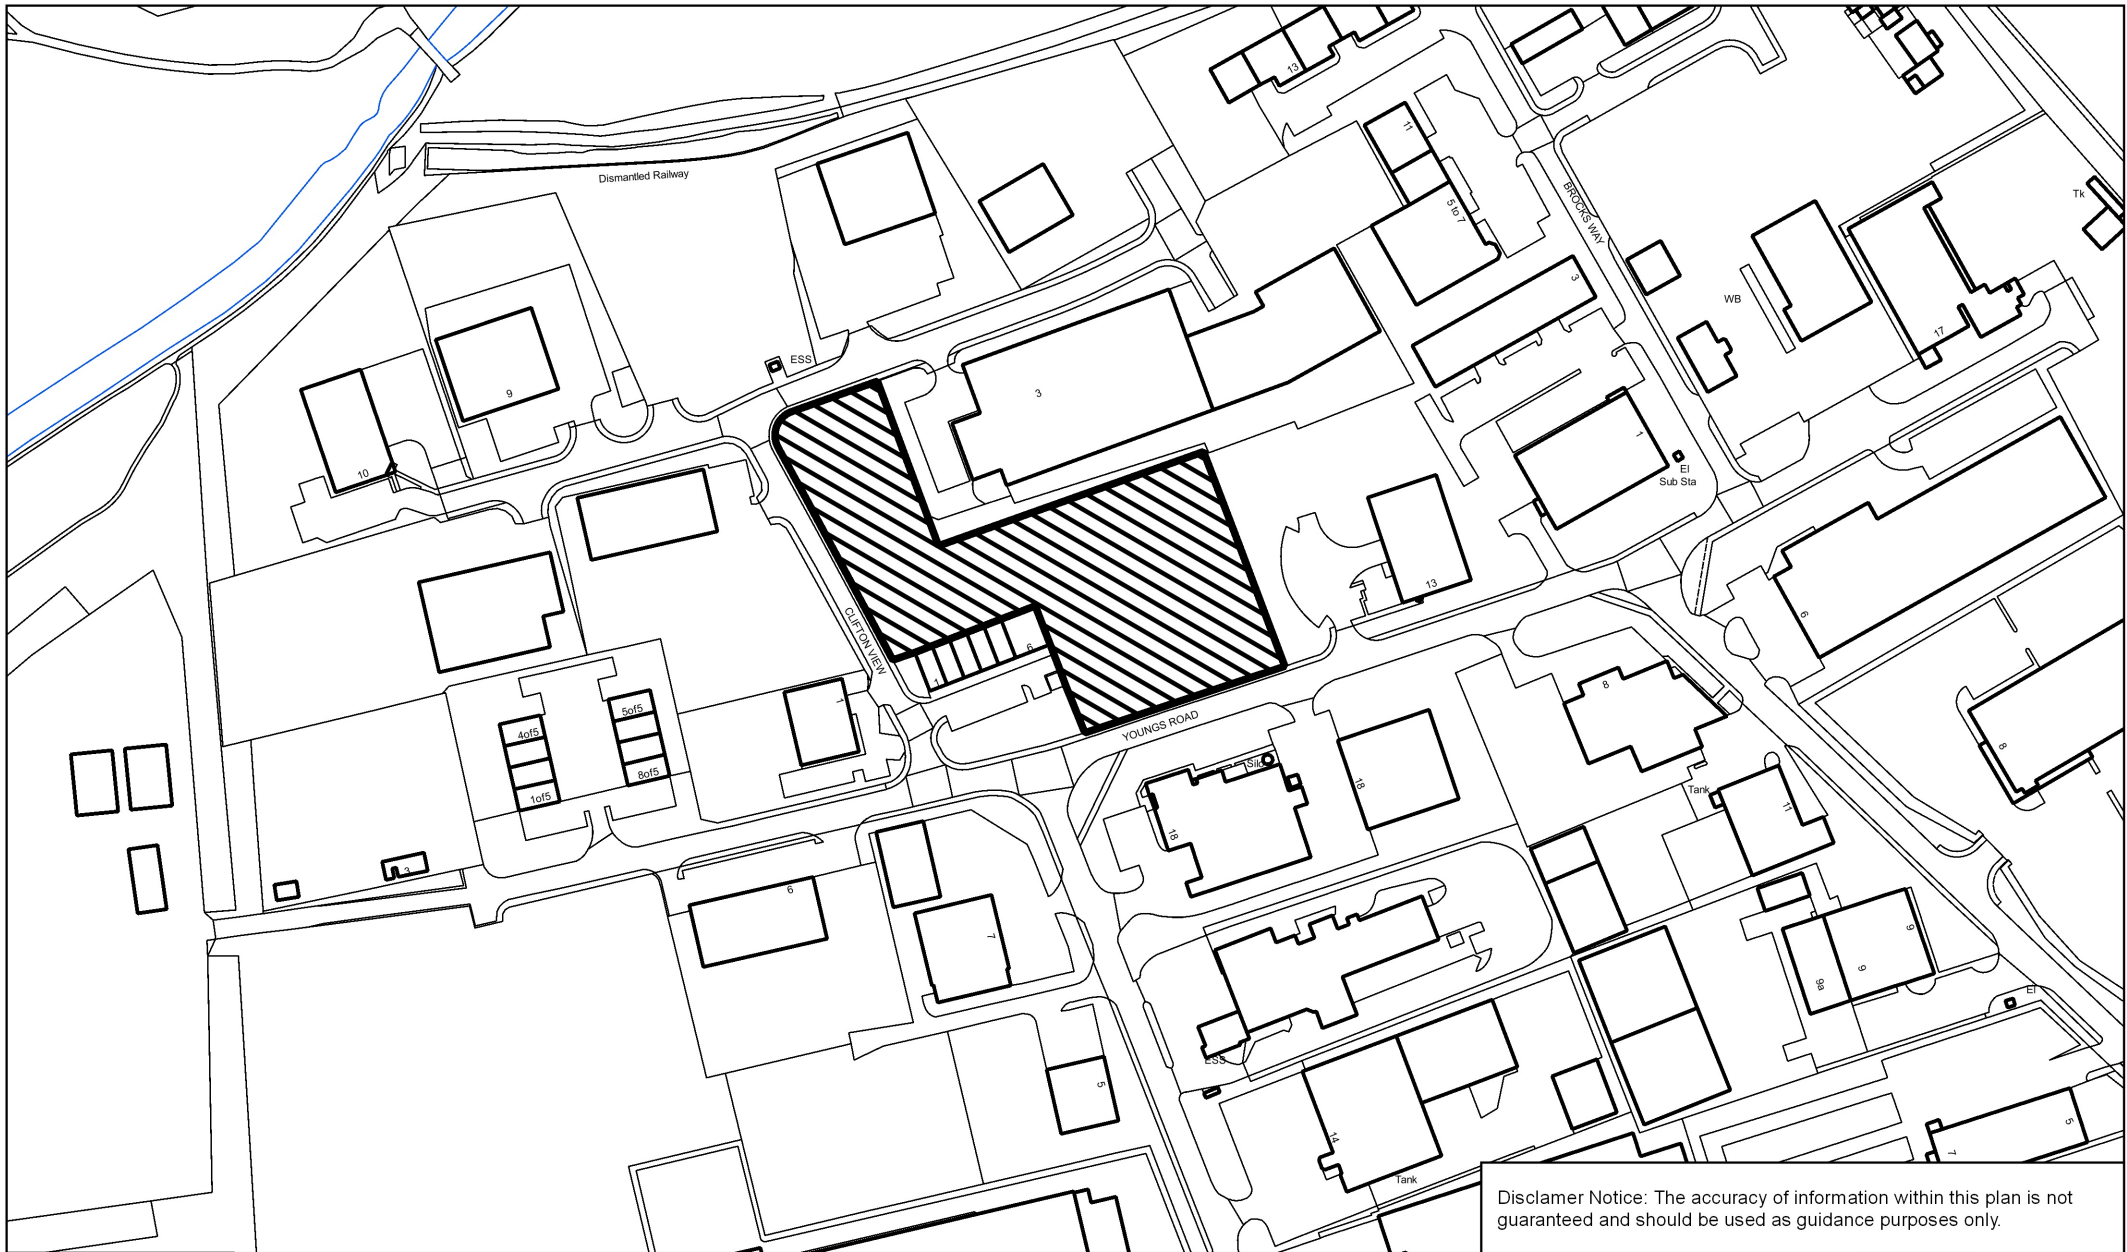 13
11
Dismantled Railway
5 to 7
BROCKS WAY
Tk
3
WB
17
ESS
9
3
10
1
El
Sub Sta
13
6
CLIFTON VIEW
6
1
8
5of5
1
YOUNGS ROAD
4of5
8
Silo
8of5
18
Tank
1of5
11
18
3
6
7
9
9
9a
El
ESS
5
14
5
7
Tank
Disclamer Notice: The accuracy of information within this plan is not
guaranteed and should be used as guidance purposes only.